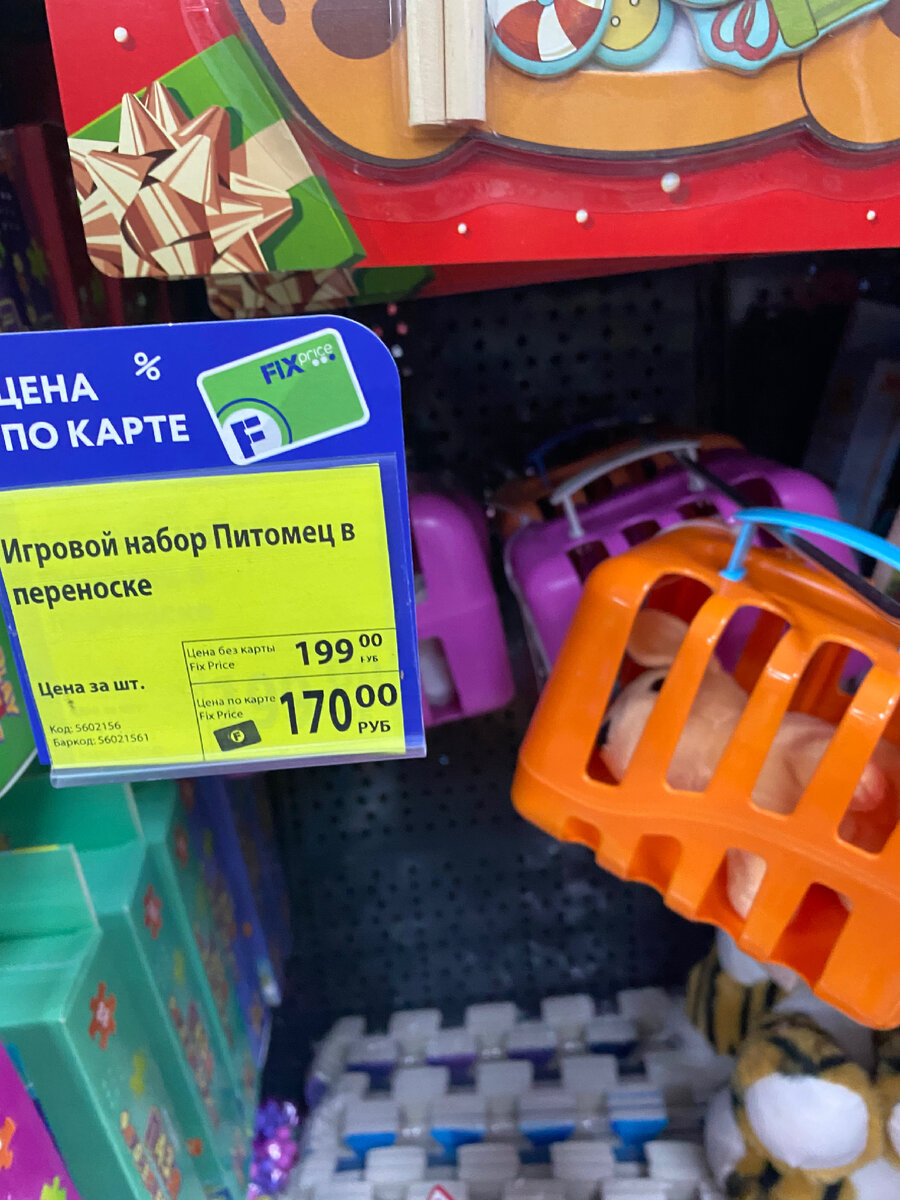 ЦЕНА %
ПО КАРТЕ
FIX price
F
Игровой набор Питомец в
переноске
Цена без карты
Fix Price
199 00
РУБ
Цена за шт.
Цена по карте
Fix Price
F
170 00
РУБ
Код: 5602156
Баркод: 56021561